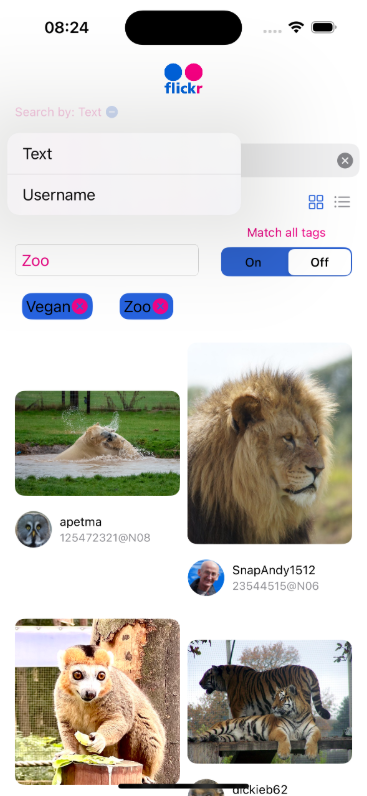 08:24
flickr
Search by: Text
Text
Username
Match all tags
Zoo
On Off
Vegan Zoo
apetma
125472321@N08
SnapAndy1512
23544515@N06
dickieb62